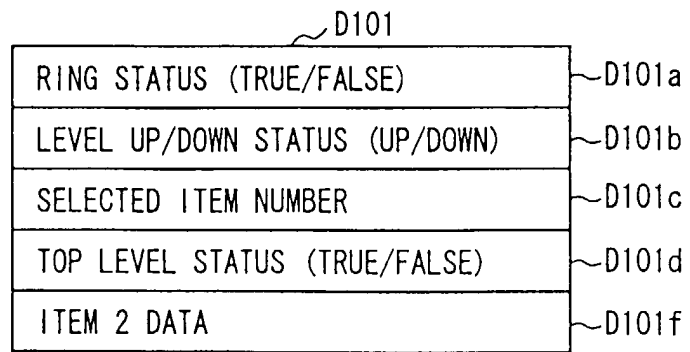 D101
RING STATUS (TRUE/FALSE) D101a
LEVEL UP/DOWN STATUS (UP/DOWN) D101b
SELECTED ITEM NUMBER D101c
TOP LEVEL STATUS (TRUE/FALSE) D101d
ITEM 2 DATA D101f